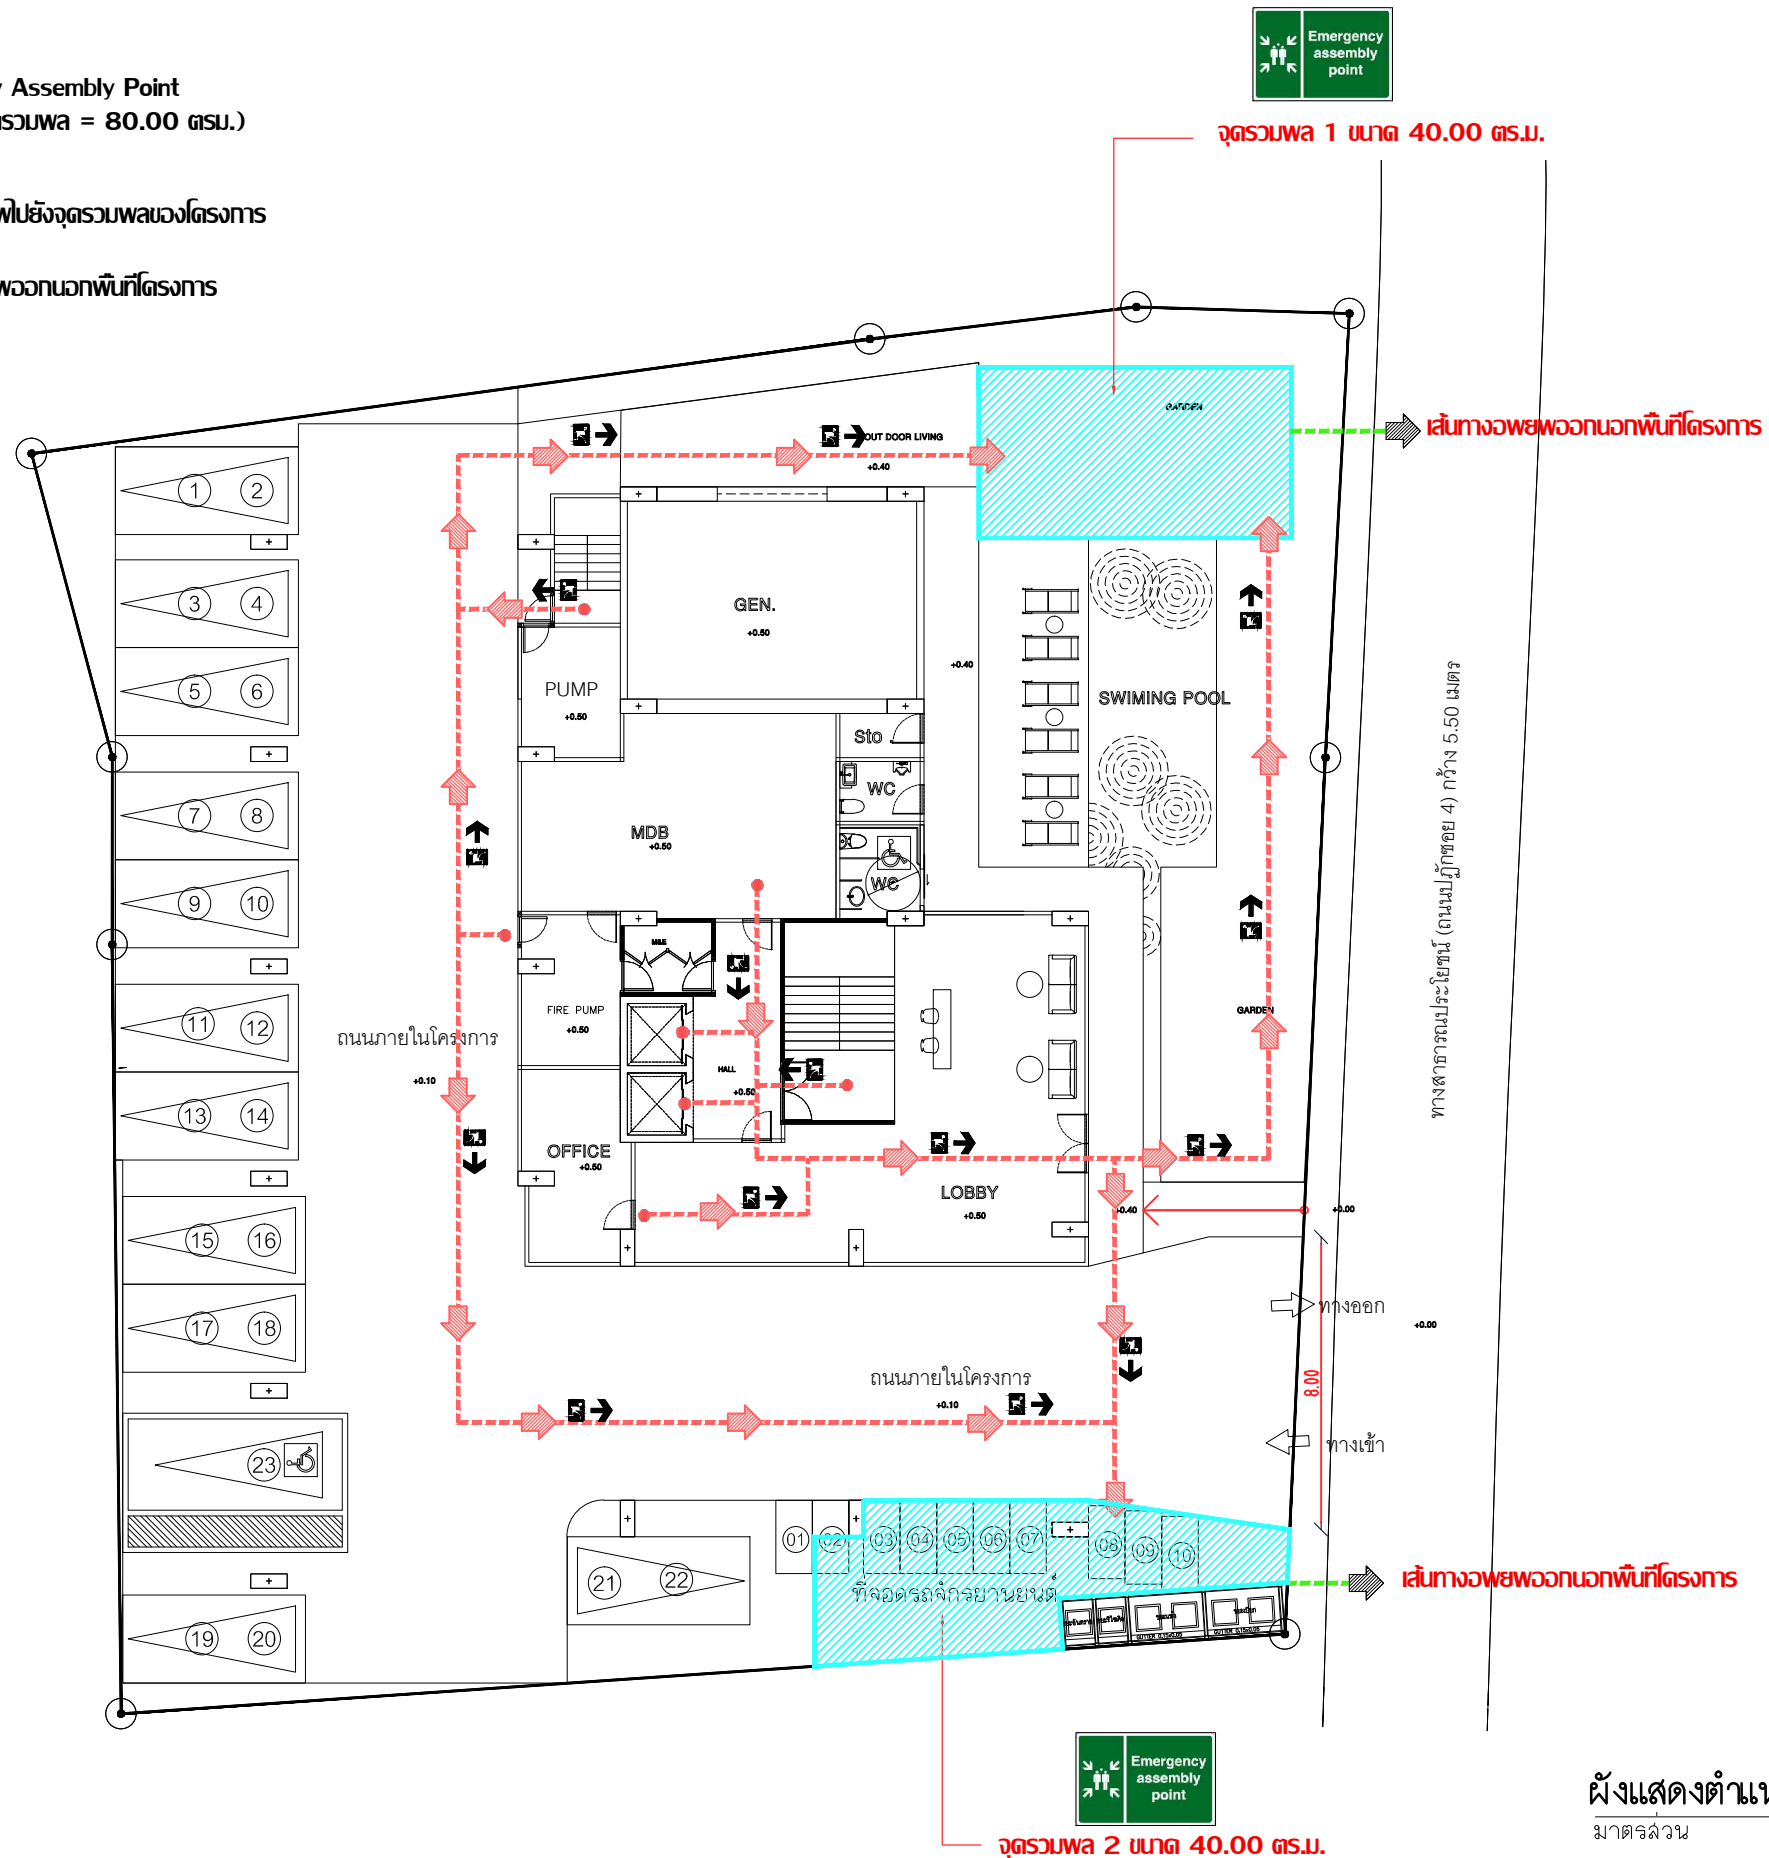 Emergency
assembly
point
Assembly Point
รวมพล = 80.00 ตรม.)
จุดรวมพล 1 ขนาด 40.00 ตร.ม.
ไปยังจุดรวมพลของโครงการ
พออกนอกพื้นที่โครงการ
GARDEN
เส้นทางอพยพออกนอกพื้นที่โครงการ
OUT DOOR LIVING
+0.40
1 2
3 4
GEN.
+0.50
+0.40
5 6
PUMP
+0.50
SWIMING POOL
Sto
WC
7 8
MDB
+0.50
WC
9 10
ทางสาธารณประโยชน์ (ถนนปฏักซอย 4) กว้าง 5.50 เมตร
FIRE PUMP
+0.50
GARDEN
11 12
ถนนภายในโครงการ
+0.10
HALL
+0.50
13 14
OFFICE
+0.50
LOBBY
+0.50
+0.40
+0.00
15 16
ทางออก
+0.00
17 18
ถนนภายในโครงการ
+0.10
8.00
ทางเข้า
23
01 02 03 04 05 06 07 08 09 10
21 22
ที่จอดรถจักรยานยนต์
เส้นทางอพยพออกนอกพื้นที่โครงการ
19 20
Emergency
assembly
point
จุดรวมพล 2 ขนาด 40.00 ตร.ม.
ผังแสดงตำแน
มาตรส่วน